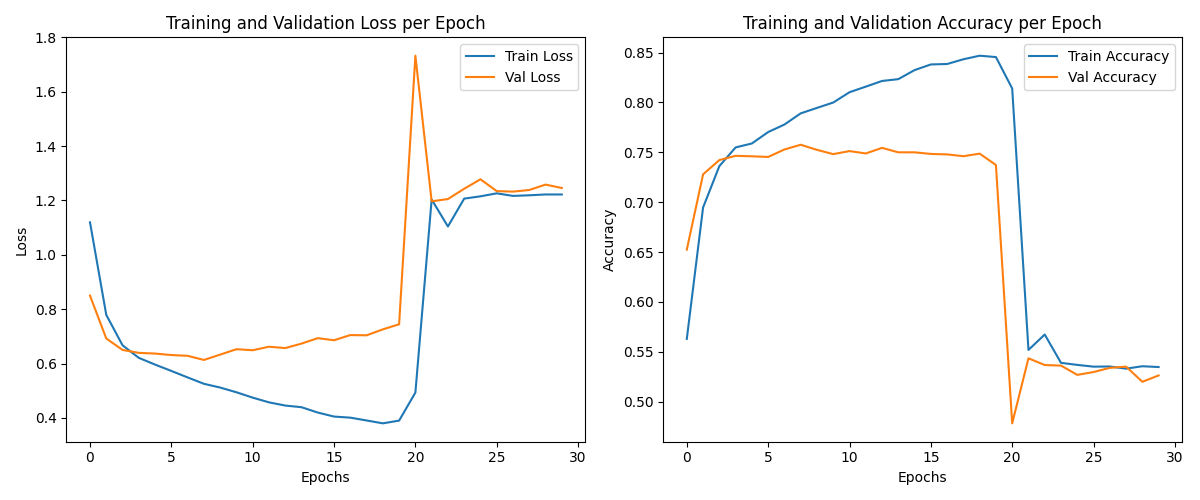 Training and Validation Loss per Epoch
1.8
1.6
1.4
1.2
1.0
0.8
0.6
0.4
Loss
0 5 10 15 20 25 30
Epochs
Train Loss
Val Loss
Training and Validation Accuracy per Epoch
0.85
0.80
0.75
0.70
0.65
0.60
0.55
0.50
Accuracy
0 5 10 15 20 25 30
Epochs
Train Accuracy
Val Accuracy